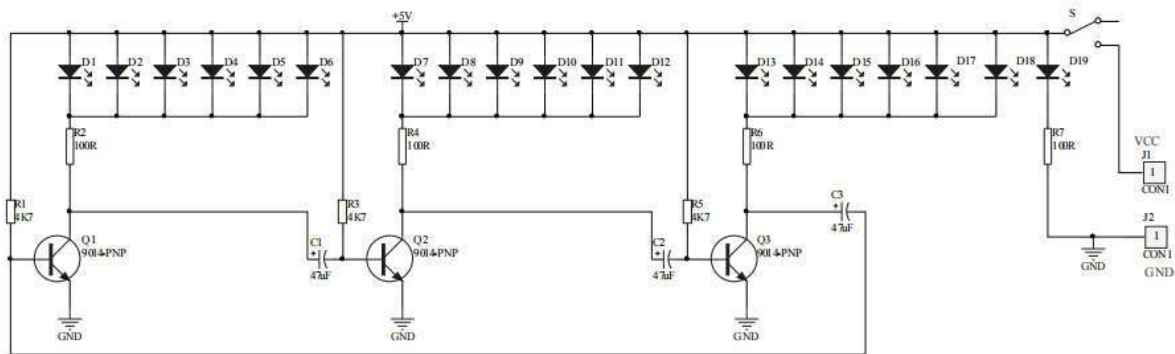 +5V
S
D1
D2
D3
D4
D5
D6
D7
D8
D9
D10
D11
D12
D13
D14
D15
D16
D17
D18
D19
R2
100R
R4
100R
R6
100R
R7
100R
VCC
J1
1
CON1
R1
4K7
R3
4K7
R5
4K7
C3
+
47uF
J2
1
CON1
GND
GND
Q1
9014-PNP
C1
+
47uF
Q2
9014-PNP
C2
+
47uF
Q3
9014-PNP
GND
GND
GND